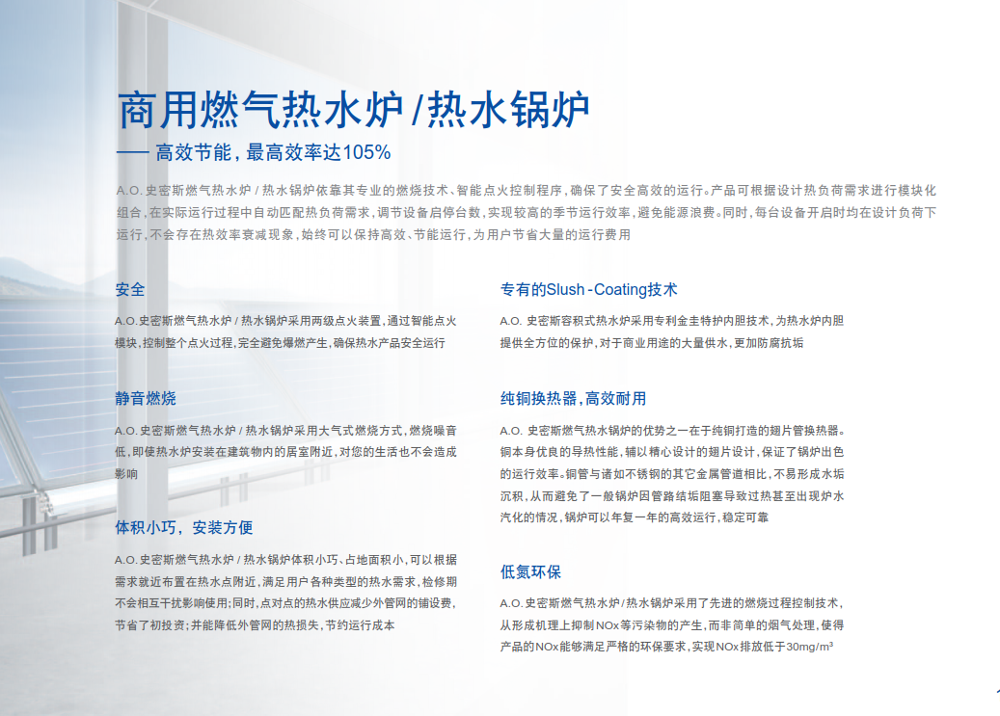 商用燃气热水炉/热水锅炉
—— 高效节能，最高效率达105%
A.O.史密斯燃气热水炉/热水锅炉依靠其专业的燃烧技术、智能点火控制程序，确保了安全高效的运行。产品可根据设计热负荷需求进行模块化
组合，在实际运行过程中自动匹配热负荷需求，调节设备启停台数，实现较高的季节运行效率，避免能源浪费。同时，每台设备开启时均在设计负荷下
运行，不会存在热效率衰减现象，始终可以保持高效、节能运行，为用户节省大量的运行费用
安全
A.O.史密斯燃气热水炉/热水锅炉采用两级点火装置，通过智能点火
模块，控制整个点火过程，完全避免爆燃产生，确保热水产品安全运行
静音燃烧
A.O.史密斯燃气热水炉/热水锅炉采用大气式燃烧方式，燃烧噪音
低，即使热水炉安装在建筑物内的居室附近，对您的生活也不会造成
影响
体积小巧，安装方便
A.O.史密斯燃气热水炉/热水锅炉体积小巧、占地面积小，可以根据
需求就近布置在热水点附近，满足用户各种类型的热水需求，检修期
不会相互干扰影响使用；同时，点对点的热水供应减少外管网的铺设费，
节省了初投资；并能降低外管网的热损失，节约运行成本
专有的Slush-Coating技术
A.O. 史密斯容积式热水炉采用专利金圭特护内胆技术，为热水炉内胆
提供全方位的保护，对于商业用途的大量供水，更加防腐抗垢
纯铜换热器，高效耐用
A.O. 史密斯燃气热水锅炉的优势之一在于纯铜打造的翅片管换热器。
铜本身优良的导热性能，辅以精心设计的翅片设计，保证了锅炉出色
的运行效率。铜管与诸如不锈钢的其它金属管道相比，不易形成水垢
沉积，从而避免了一般锅炉因管路结垢阻塞导致过热甚至出现炉水
汽化的情况，锅炉可以年复一年的高效运行，稳定可靠
低氮环保
A.O.史密斯燃气热水炉/热水锅炉采用了先进的燃烧过程控制技术，
从形成机理上抑制NOx等污染物的产生，而非简单的烟气处理，使得
产品的NOx能够满足严格的环保要求，实现NOx排放低于30mg/m³